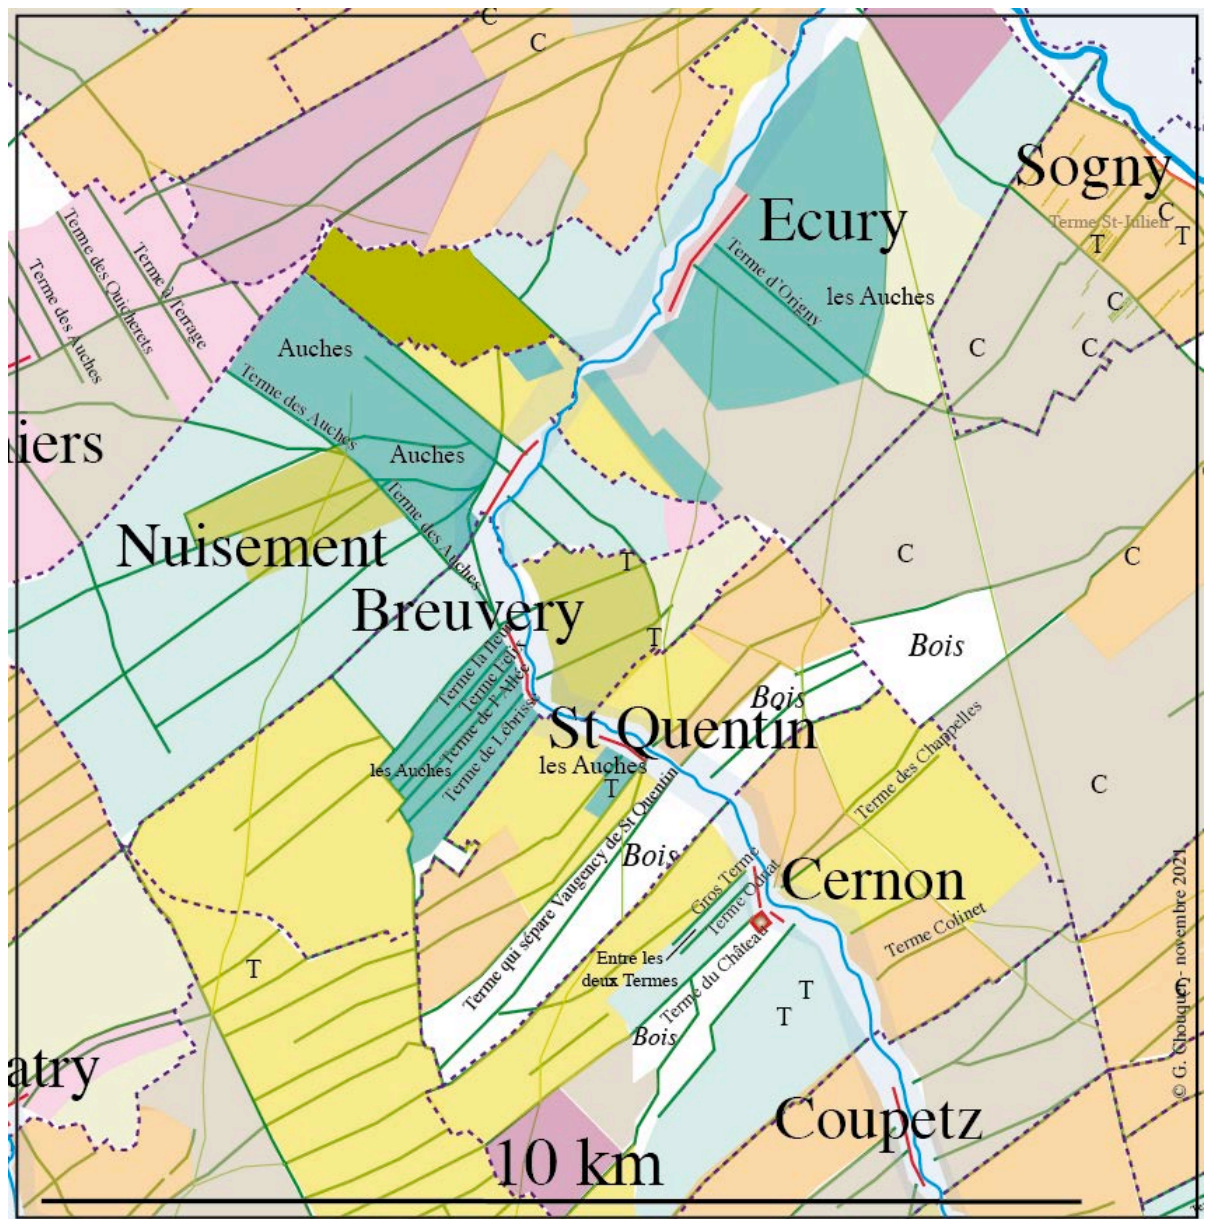 C
C
Sogny
C
Terme St-Julien
T
T
Ecury
Terme d'Origny
les Auches
C
C
C
Terme des Ouicherets
Terme à Terrage
Terme des Auches
Auches
Terme des Auches
iers
Auches
Terme des Auches
Nuisement
T
C
C
Breuvery
T
Bois
Terme la fleur
Terme Félix
Terme de l'Allée
Terme de Lebrisse
Bois
St Quentin
les Auches
les Auches
T
Terme des Chappelles
C
Terme qui sépare Vaugency de St Quentin
Bois
Gros Terme
Cernon
Terme Colinet
Entre les
deux Termes
Terme du Château
T
T
T
Bois
atry
Coupetz
10 km
© G. Chouquer - novembre 2021